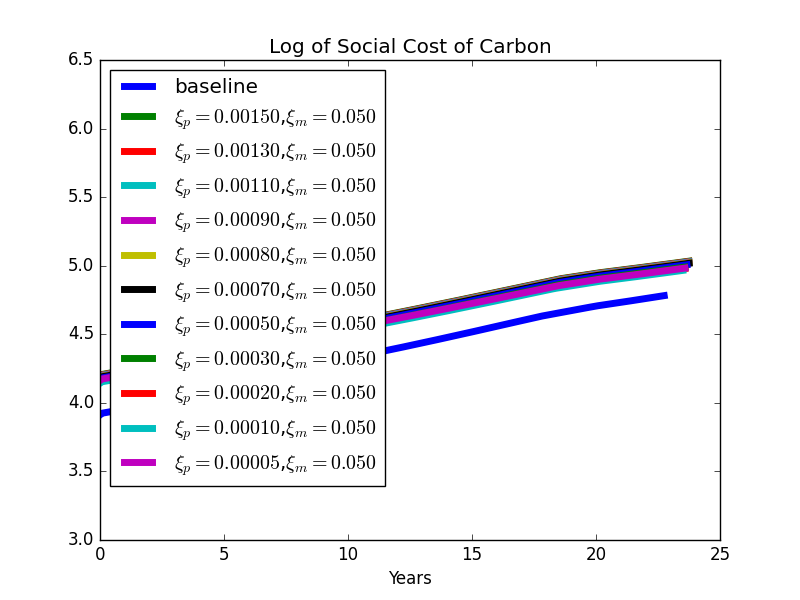 Log of Social Cost of Carbon
6.5
6.0
5.5
5.0
4.5
4.0
3.5
3.0
baseline
ξₚ = 0.00150,ξₘ = 0.050
ξₚ = 0.00130,ξₘ = 0.050
ξₚ = 0.00110,ξₘ = 0.050
ξₚ = 0.00090,ξₘ = 0.050
ξₚ = 0.00080,ξₘ = 0.050
ξₚ = 0.00070,ξₘ = 0.050
ξₚ = 0.00050,ξₘ = 0.050
ξₚ = 0.00030,ξₘ = 0.050
ξₚ = 0.00020,ξₘ = 0.050
ξₚ = 0.00010,ξₘ = 0.050
ξₚ = 0.00005,ξₘ = 0.050
0 5 10 15 20 25
Years